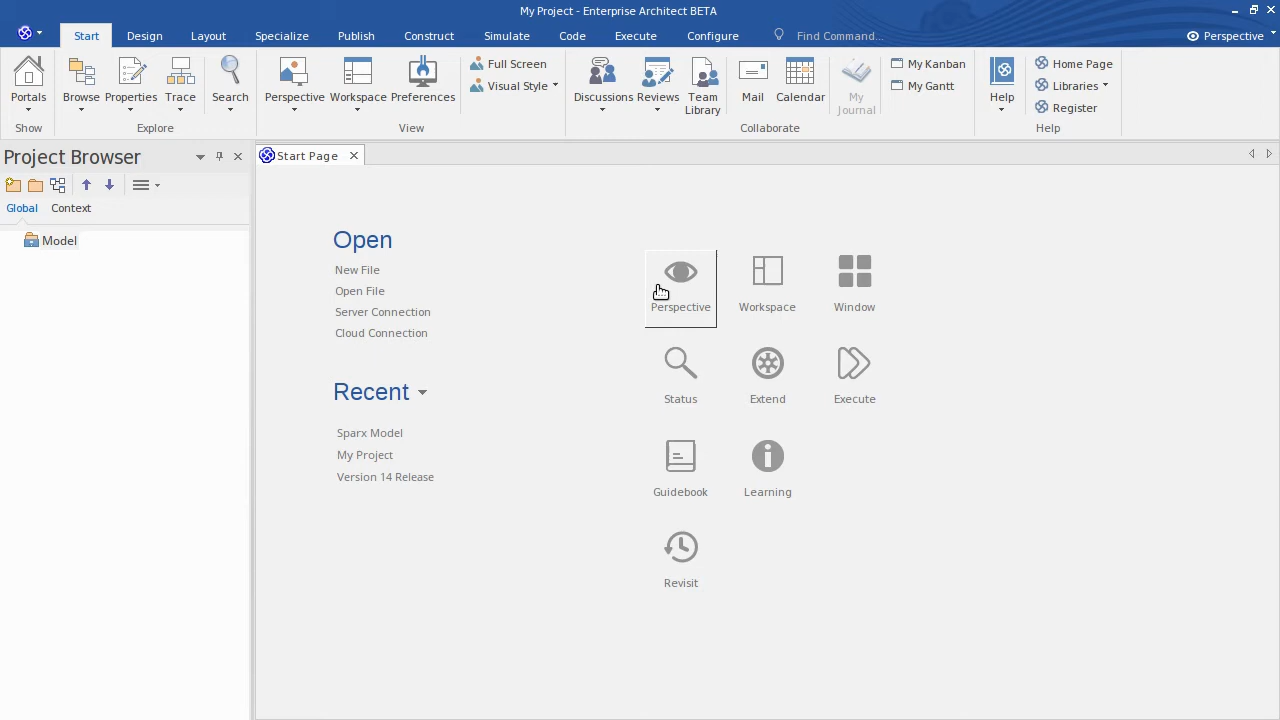 My Project - Enterprise Architect BETA
Start Design Layout Specialize Publish Simulate Construct Code Execute Configure Find Command... Perspective
Portals Browse Properties Trace Search Perspective Workspace Preferences Full Screen Visual Style Discussions Reviews Team Library Mail Calendar My Journal My Kanban My Gantt Help Home Page Libraries Register
Show Explore View Collaborate Help
Project Browser
Start Page
Global Context
Model
Open
New File
Open File
Server Connection
Cloud Connection
Recent
Sparx Model
My Project
Version 14 Release
Perspective Workspace Window
Status Extend Execute
Guidebook Learning
Revisit